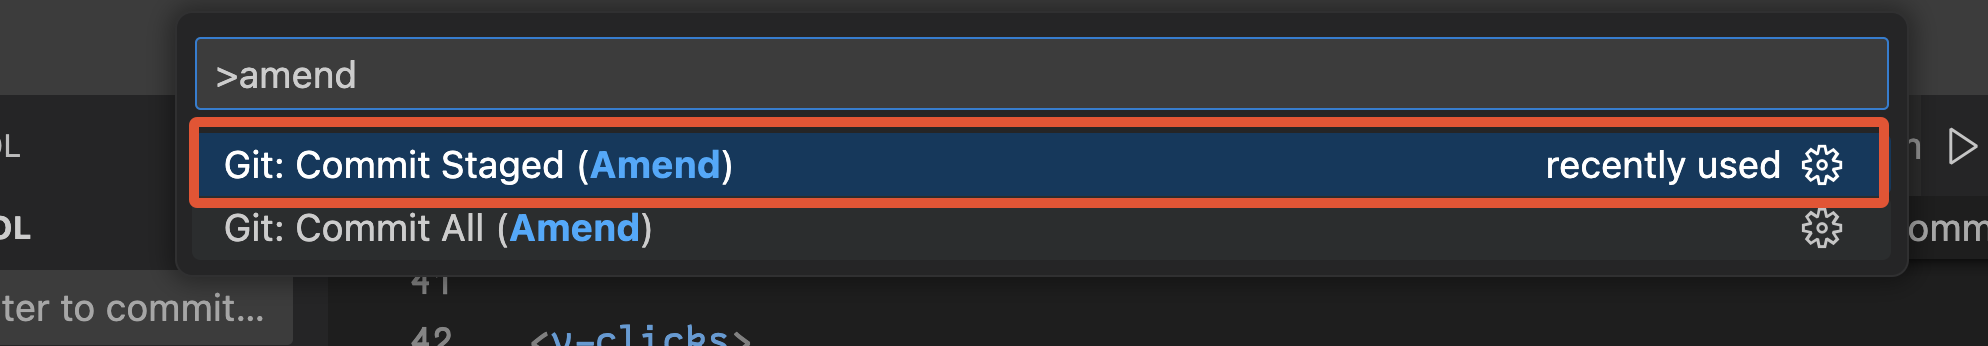 >amend
Git: Commit Staged (Amend)
recently used
Git: Commit All (Amend)
OL
OL
ter to commit...
41
42 <v-clicks>